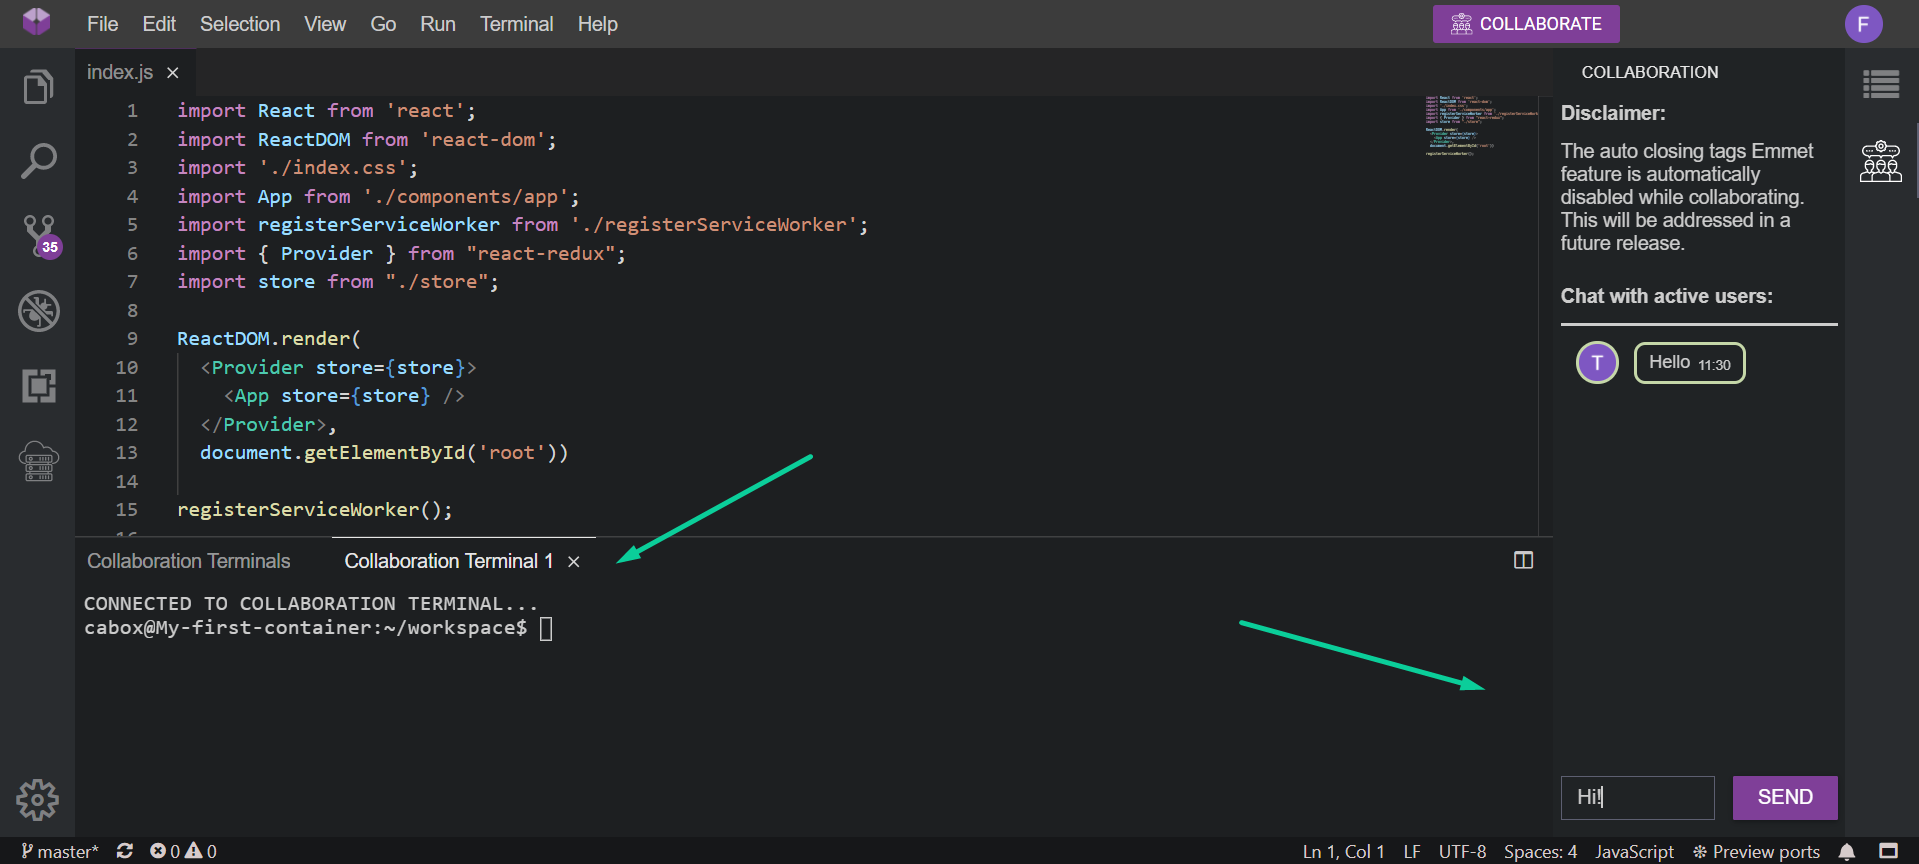 File Edit Selection View Go Run Terminal Help
COLLABORATE
F
index.js ×
1 import React from 'react';
2 import ReactDOM from 'react-dom';
3 import './index.css';
4 import App from './components/app';
5 import registerServiceWorker from './registerServiceWorker';
6 import { Provider } from "react-redux";
7 import store from "./store";
8
9 ReactDOM.render(
10 <Provider store={store}>
11 <App store={store} />
12 </Provider>,
13 document.getElementById('root'))
14
15 registerServiceWorker();
35
Collaboration Terminals Collaboration Terminal 1 ×
CONNECTED TO COLLABORATION TERMINAL...
cabox@My-first-container:~/workspace$
COLLABORATION
Disclaimer:
The auto closing tags Emmet
feature is automatically
disabled while collaborating.
This will be addressed in a
future release.
Chat with active users:
T Hello 11:30
Hi! SEND
master* 0 0 Ln 1, Col 1 LF UTF-8 Spaces: 4 JavaScript Preview ports